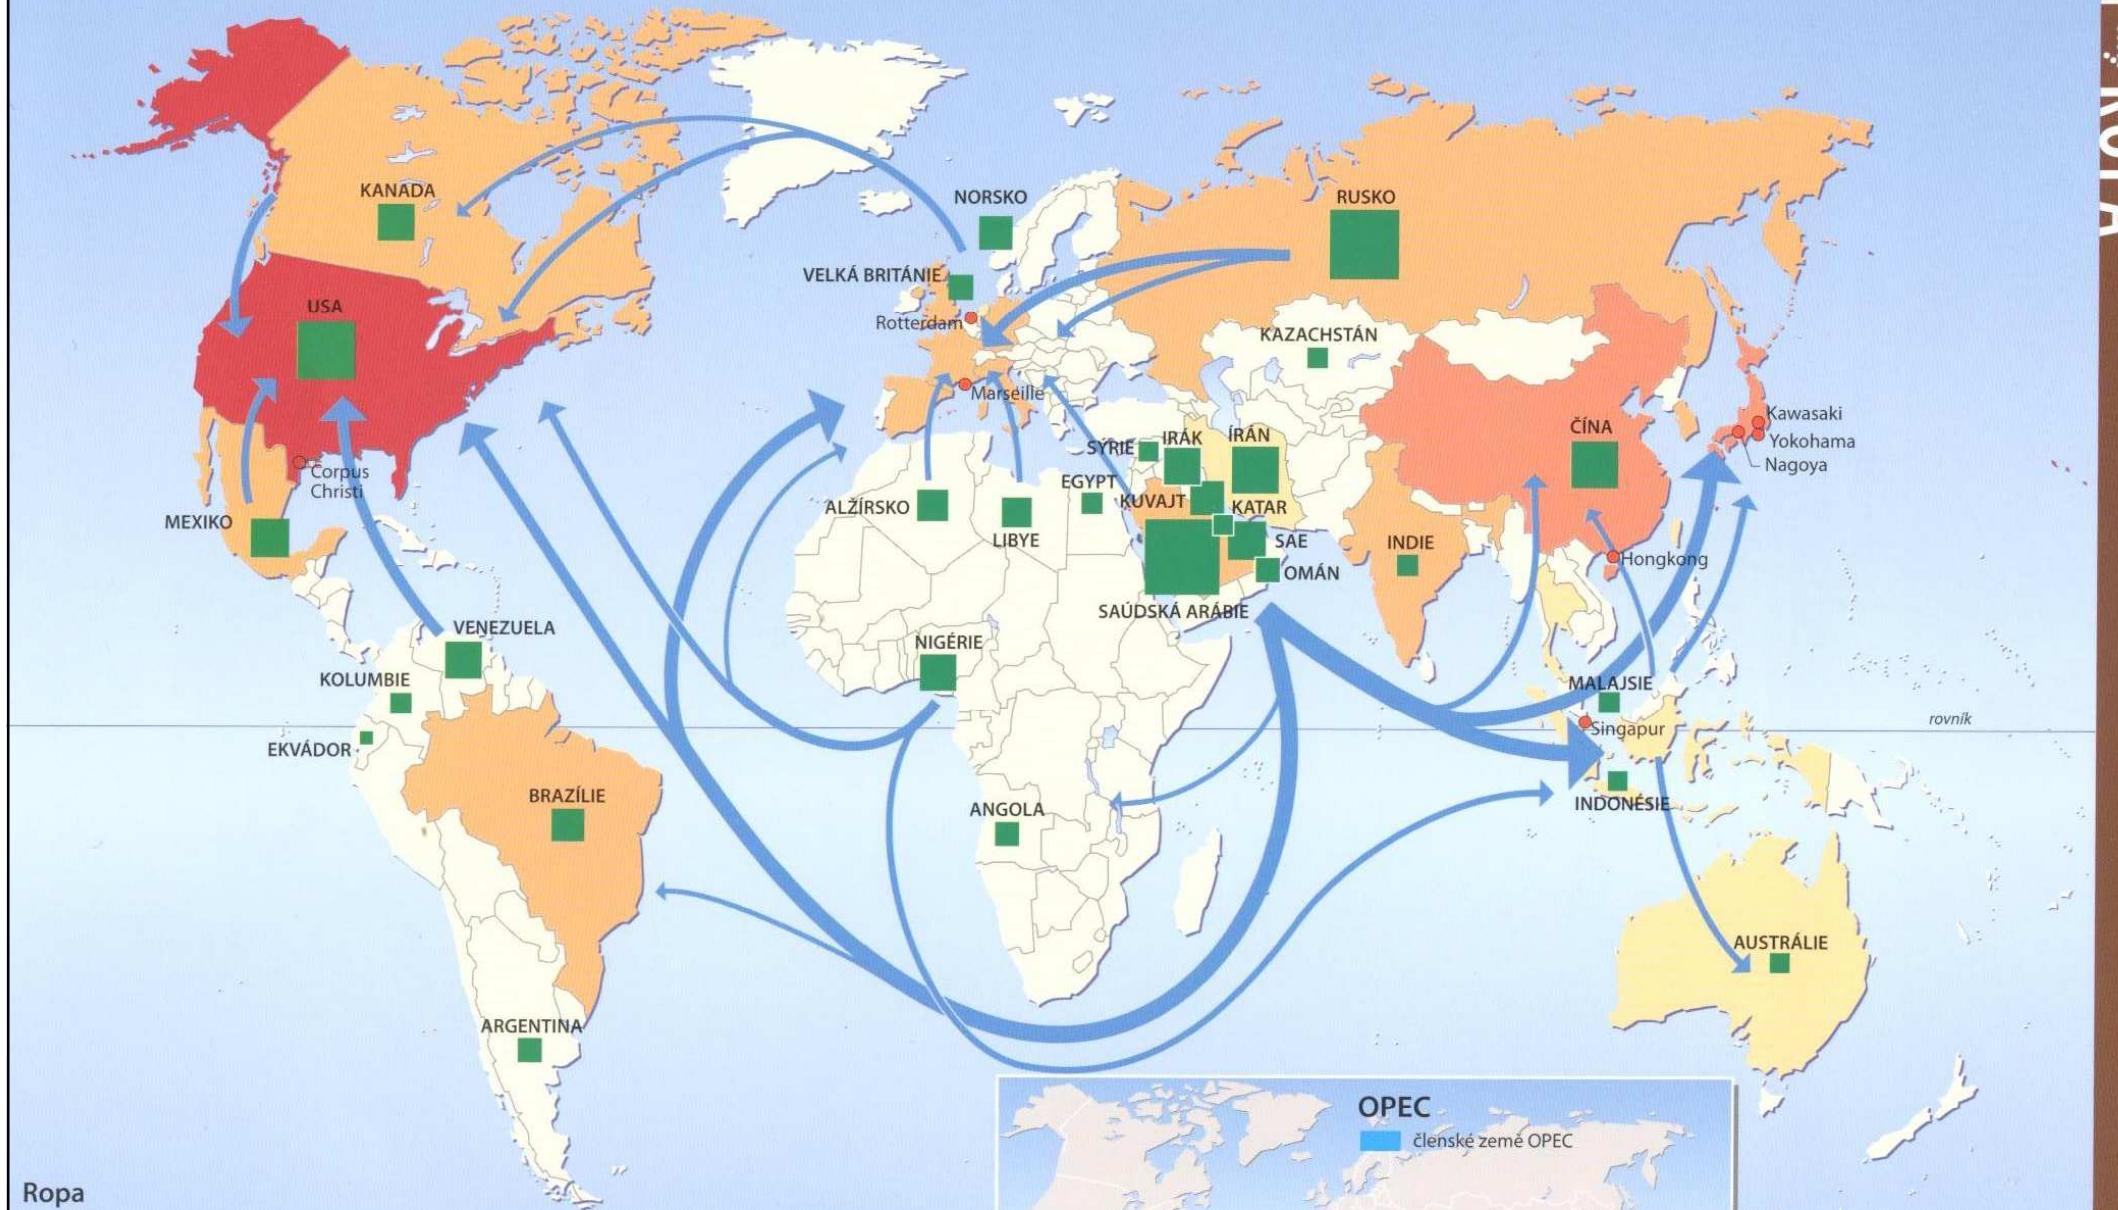 KANADA
NORSKO
RUSKO
VELKÁ BRITÁNIE
USA
Rotterdam
KAZACHSTÁN
Marseille
Kawasaki
ČÍNA
Yokohama
SÝRIE
IRÁK
ÍRÁN
Nagoya
Corpus
Christi
EGYPT
ALŽÍRSKO
KUVAJT
KATAR
MEXIKO
LIBYE
SAE
INDIE
Hongkong
OMÁN
SAÚDSKÁ ARÁBIE
VENEZUELA
NIGÉRIE
KOLUMBIE
MALAJSIE
rovník
Singapur
EKVÁDOR
BRAZÍLIE
ANGOLA
INDONÉSIE
AUSTRÁLIE
ARGENTINA
OPEC
členské země OPEC
Ropa